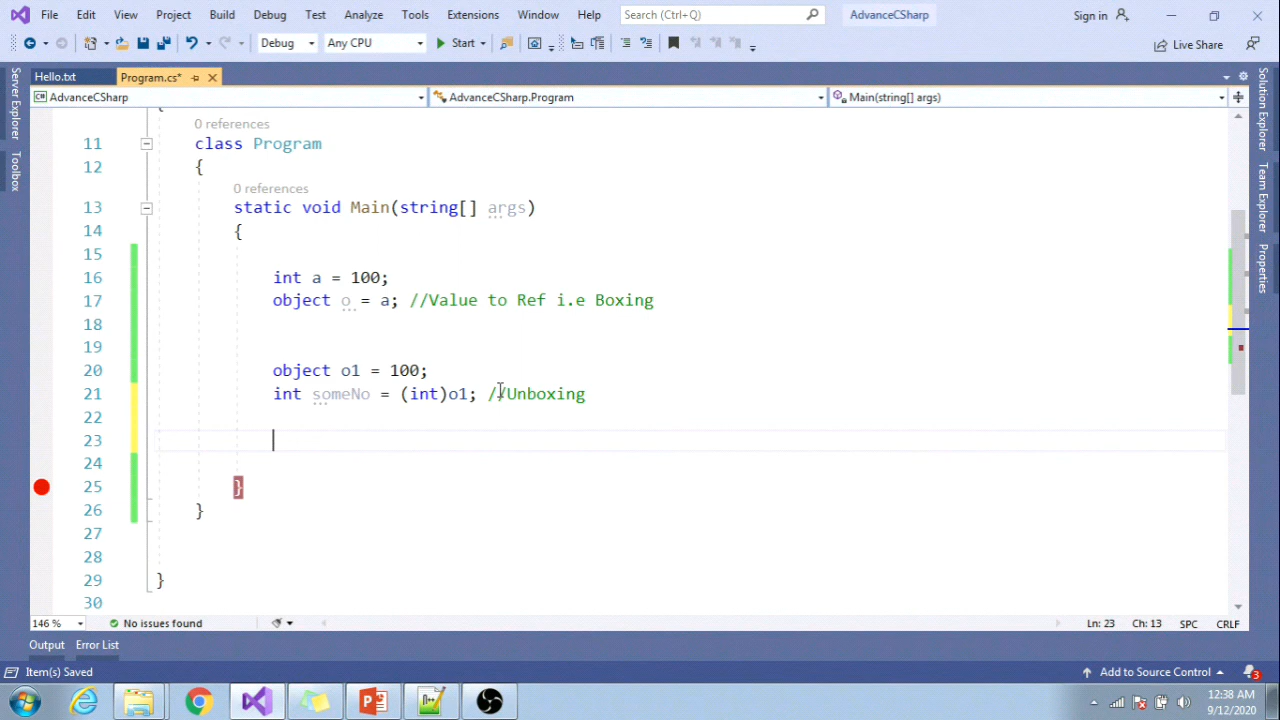 File Edit View Project Build Debug Test Analyze Tools Extensions Window Help Search (Ctrl+Q) AdvanceCSharp Sign in
Debug Any CPU Start Live Share
Hello.txt Program.cs*
AdvanceCSharp AdvanceCSharp.Program Main(string[] args)
Server Explorer
Toolbox
Solution Explorer
Team Explorer
Properties
{
0 references
11 class Program
12 {
0 references
13 static void Main(string[] args)
14 {
15
16 int a = 100;
17 object o = a; //Value to Ref i.e Boxing
18
19
20 object o1 = 100;
21 int someNo = (int)o1; //Unboxing
22
23
24
25 }
26 }
27
28
29 }
30
146 % No issues found Ln: 23 Ch: 13 SPC CRLF
Output Error List
Item(s) Saved Add to Source Control 3
12:38 AM
9/12/2020